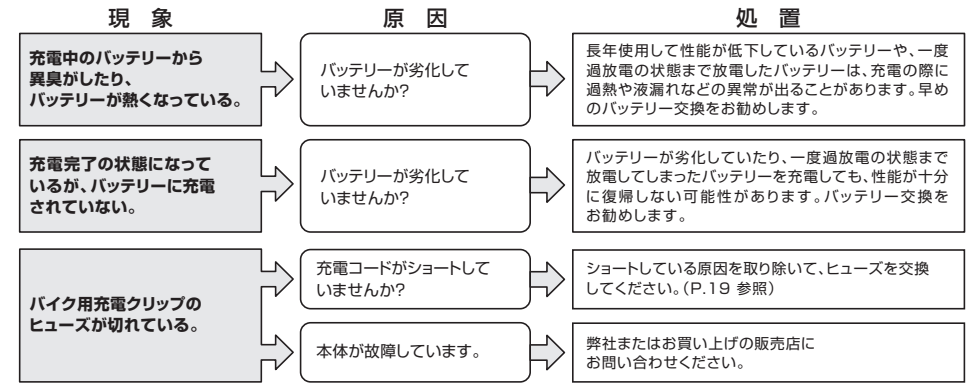 現象
原因
処置
充電中のバッテリーから
異臭がしたり、
バッテリーが熱くなっている。
バッテリーが劣化して
いませんか?
長年使用して性能が低下しているバッテリーや、一度
過放電の状態まで放電したバッテリーは、充電の際に
過熱や液漏れなどの異常が出ることがあります。早め
のバッテリー交換をお勧めします。
充電完了の状態になって
いるが、バッテリーに充電
されていない。
バッテリーが劣化して
いませんか?
バッテリーが劣化していたり、一度過放電の状態まで
放電してしまったバッテリーを充電しても、性能が十分
に復帰しない可能性があります。バッテリー交換を
お勧めします。
バイク用充電クリップの
ヒューズが切れている。
充電コードがショートして
いませんか?
ショートしている原因を取り除いて、ヒューズを交換
してください。(P.19 参照)
本体が故障しています。
弊社またはお買い上げの販売店に
お問い合わせください。